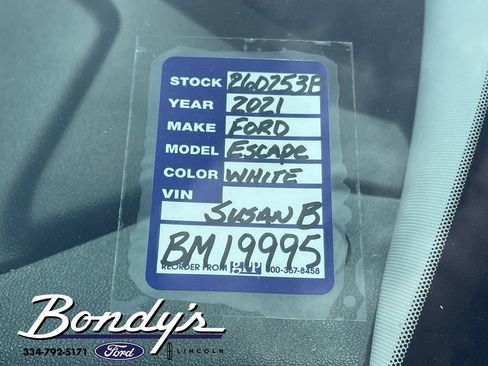 STOCK 26D253F
YEAR 2021
MAKE FORD
MODEL ESCAPE
COLOR WHITE
VIN
SUSAN B
BM19995
REORDER FROM
00-367-8458
Bondy's
334-792-5171 Ford LINCOLN